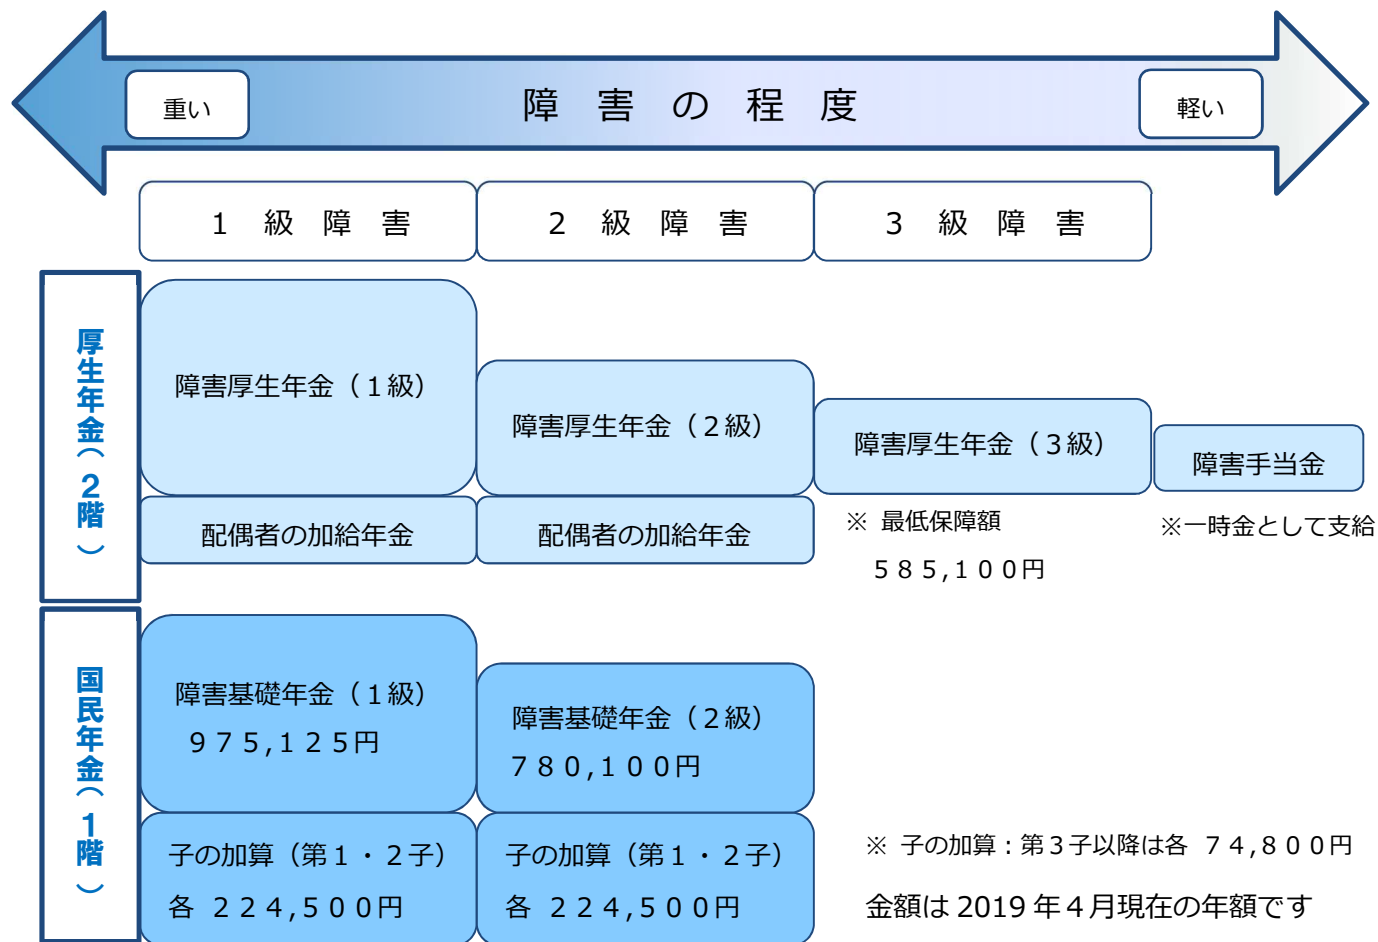 重い
障害の程度
軽い
１級障害
２級障害
３級障害
厚生年金（２階）
障害厚生年金（１級）
障害厚生年金（２級）
障害厚生年金（３級）
障害手当金
配偶者の加給年金
配偶者の加給年金
※ 最低保障額
５８５,１００円
※一時金として支給
国民年金（１階）
障害基礎年金（１級）
９７５,１２５円
障害基礎年金（２級）
７８０,１００円
子の加算（第１・２子）
各 ２２４,５００円
子の加算（第１・２子）
各 ２２４,５００円
※ 子の加算：第３子以降は各 ７４,８００円
金額は 2019 年４月現在の年額です